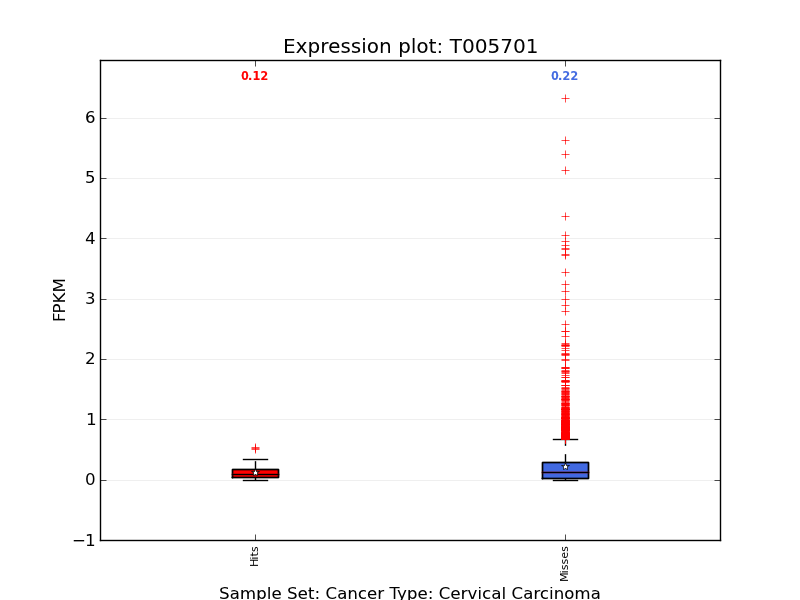 Expression plot: T005701
0.12
0.22
6
5
4
3
2
1
0
−1
FPKM
Hits
Misses
Sample Set: Cancer Type: Cervical Carcinoma